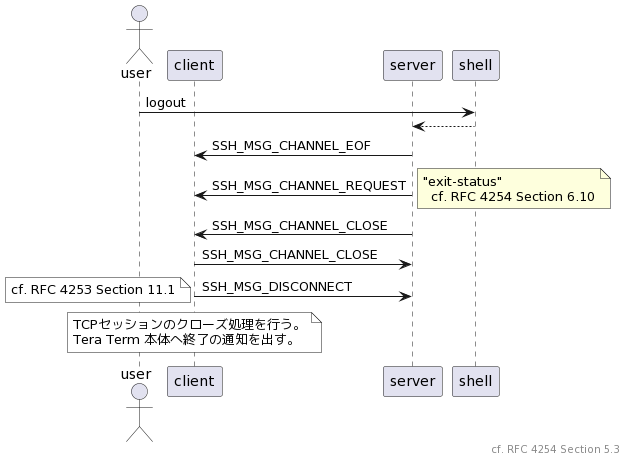 user
client
server
shell
logout
SSH_MSG_CHANNEL_EOF
SSH_MSG_CHANNEL_REQUEST
"exit-status"
cf. RFC 4254 Section 6.10
SSH_MSG_CHANNEL_CLOSE
SSH_MSG_CHANNEL_CLOSE
cf. RFC 4253 Section 11.1
SSH_MSG_DISCONNECT
TCPセッションのクローズ処理を行う。
Tera Term 本体へ終了の通知を出す。
user
client
server
shell
cf. RFC 4254 Section 5.3